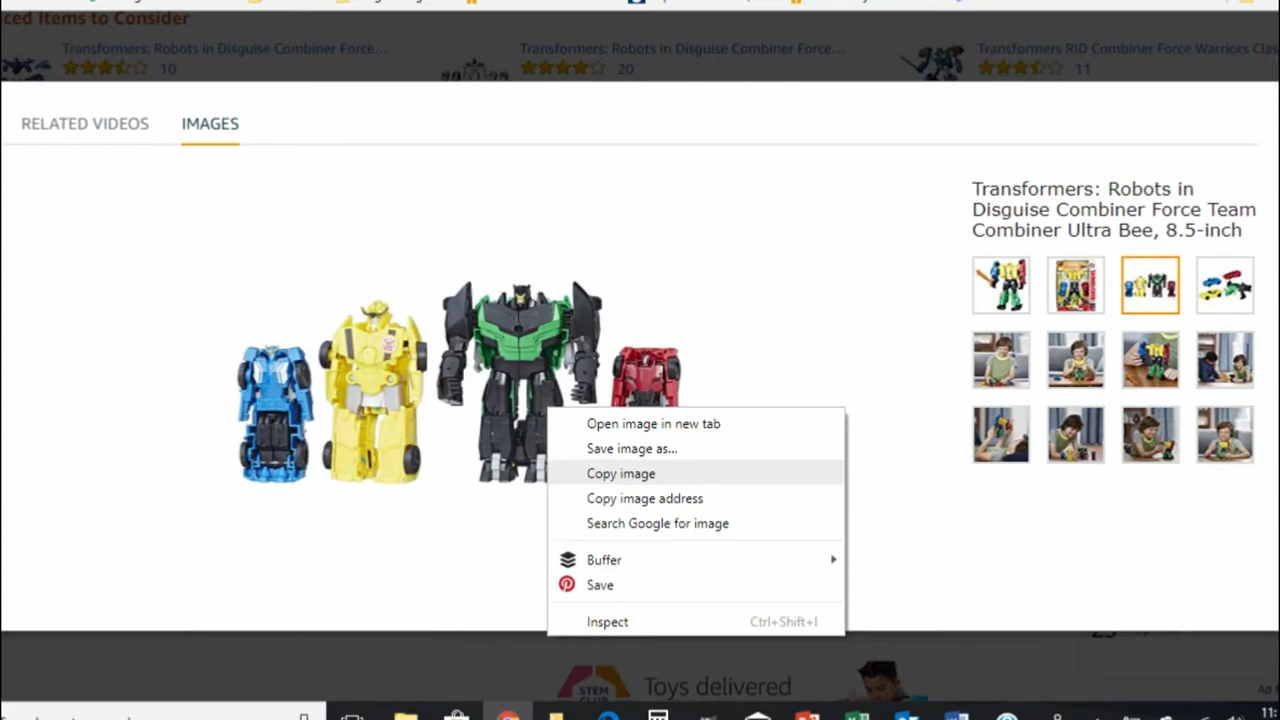 ced Items to Consider
Transformers: Robots in Disguise Combiner Force...
10
Transformers: Robots in Disguise Combiner Force...
20
Transformers RID Combiner Force Warriors Clas
11
RELATED VIDEOS
IMAGES
Transformers: Robots in
Disguise Combiner Force Team
Combiner Ultra Bee, 8.5-inch
Open image in new tab
Save image as...
Copy image
Copy image address
Search Google for image
Buffer
Save
Inspect Ctrl+Shift+I
STEM
Toys delivered
Ad
11: